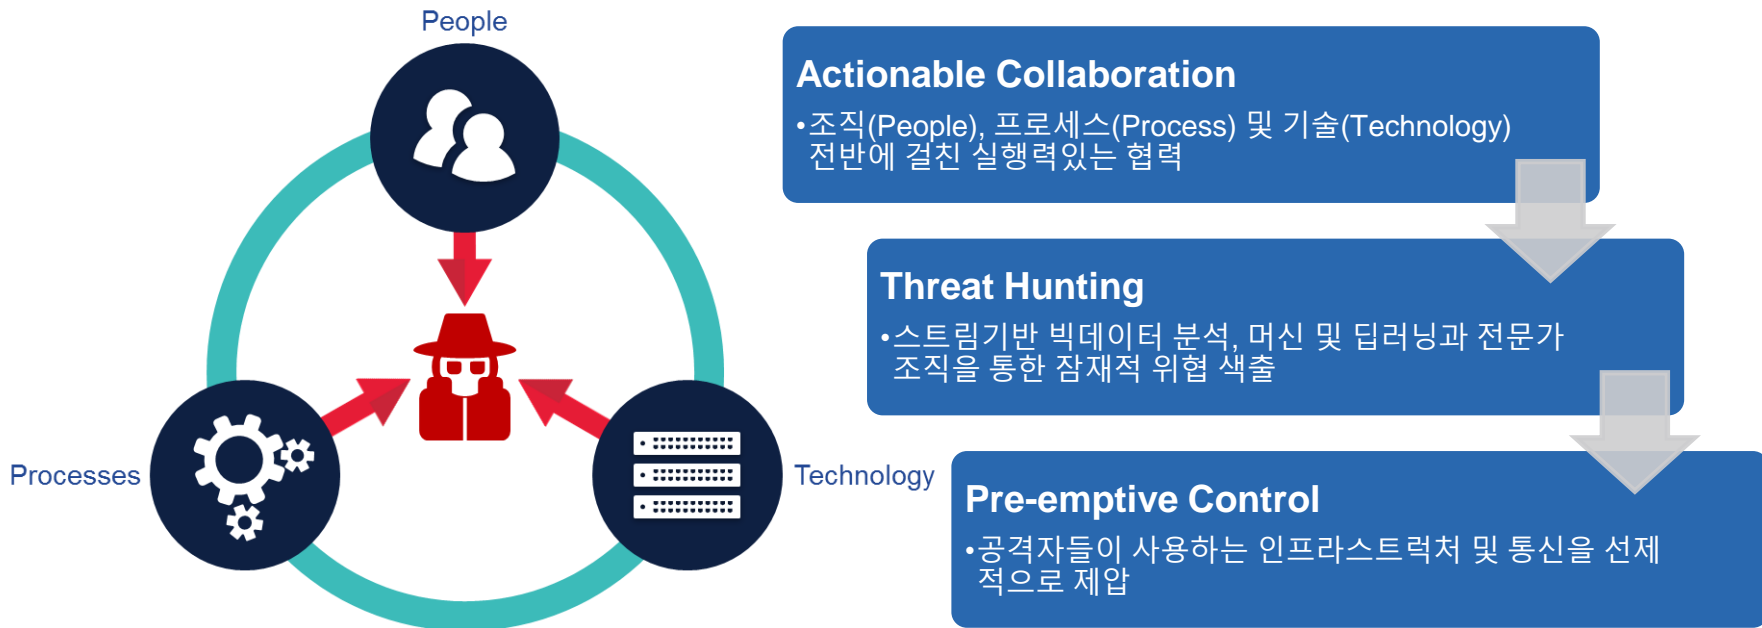 People
Processes
Technology
Actionable Collaboration
•조직(People), 프로세스(Process) 및 기술(Technology)
전반에 걸친 실행력있는 협력
Threat Hunting
•스트림기반 빅데이터 분석, 머신 및 딥러닝과 전문가
조직을 통한 잠재적 위협 색출
Pre-emptive Control
•공격자들이 사용하는 인프라스트럭처 및 통신을 선제
적으로 제압